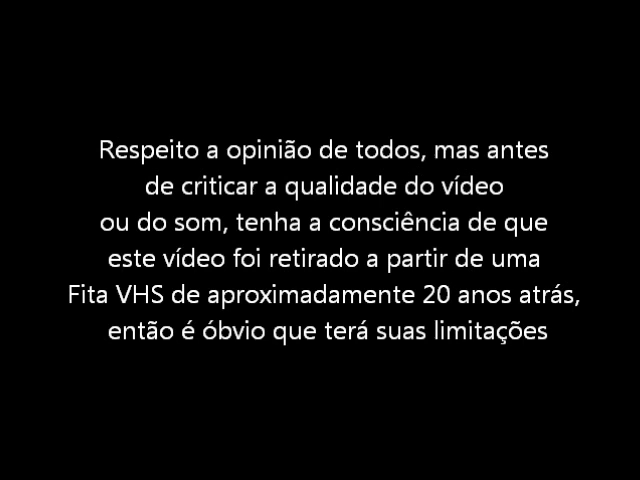 Respeito a opinião de todos, mas antes
de criticar a qualidade do vídeo
ou do som, tenha a consciência de que
este vídeo foi retirado a partir de uma
Fita VHS de aproximadamente 20 anos atrás,
então é óbvio que terá suas limitações